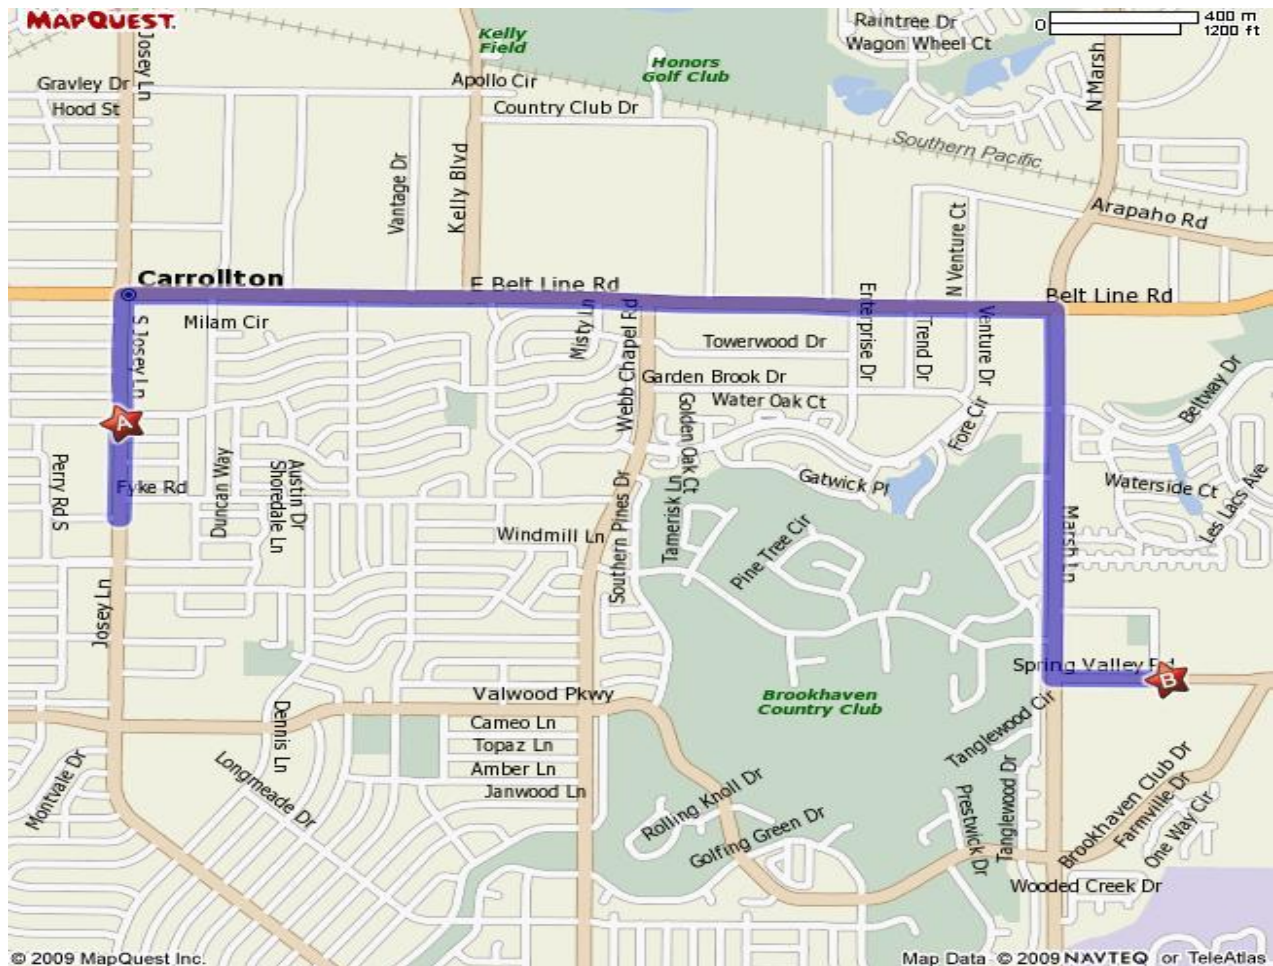 MAPQUEST.
0 400 m
1200 ft
Raintree Dr
Wagon Wheel Ct
Kelly
Field
Honors
Golf Club
Josey Ln
N Marsh
Gravley Dr
Hood St
Apollo Cir
Country Club Dr
Southern Pacific
Vantage Dr
Kelly Blvd
N Venture Ct
Arapaho Rd
Carrollton
E Belt Line Rd
Belt Line Rd
Milam Cir
S Josey Ln
Misty Ln
Webb Chapel Rd
Towerwood Dr
Enterprise Dr
Trend Dr
Venture Dr
Garden Brook Dr
Water Oak Ct
Golden Oak Ct
Fore Cir
Beltway Dr
A
Perry Rd S
Fyke Rd
Duncan Way
Austin Dr
Shoredale Ln
Gatwick Pl
Waterside Ct
Les Lacs Ave
Windmill Ln
Southern Pines Dr
Tamerisk Ln
Pine Tree Cir
Marsh Ln
Josey Ln
Spring Valley Rd
B
Valwood Pkwy
Brookhaven
Country Club
Cameo Ln
Topaz Ln
Amber Ln
Janwood Ln
Dennis Ln
Longmeade Dr
Montvale Dr
Tanglewood Cir
Rolling Knoll Dr
Golfing Green Dr
Prestwick Dr
Tanglewood Dr
Brookhaven Club Dr
Farmville Dr
One Way Cir
Wooded Creek Dr
© 2009 MapQuest Inc.
Map Data © 2009 NAVTEQ or TeleAtlas